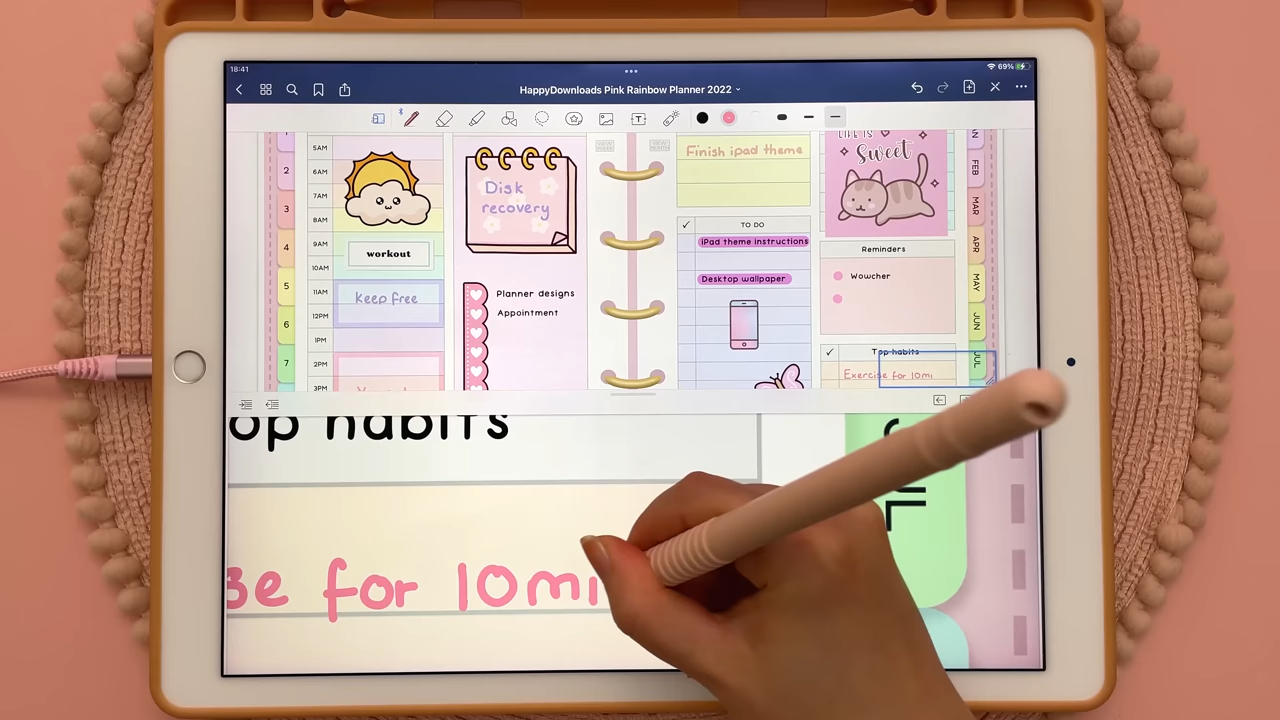 18:41
69%
HappyDownloads Pink Rainbow Planner 2022
T
1
2
3
4
5
6
7
5AM
6AM
7AM
8AM
9AM
10AM
11AM
12PM
1PM
2PM
3PM
workout
Keep free
Disk
recovery
Planner designs
Appointment
Finish ipad theme
✓ TO DO
iPad theme instructions
Desktop wallpaper
LIFE IS
Sweet
Reminders
Wowcher
✓ Top habits
Exercise for 10mi
FEB
MAR
APR
MAY
JUN
JUL
op habits
se for 10mi